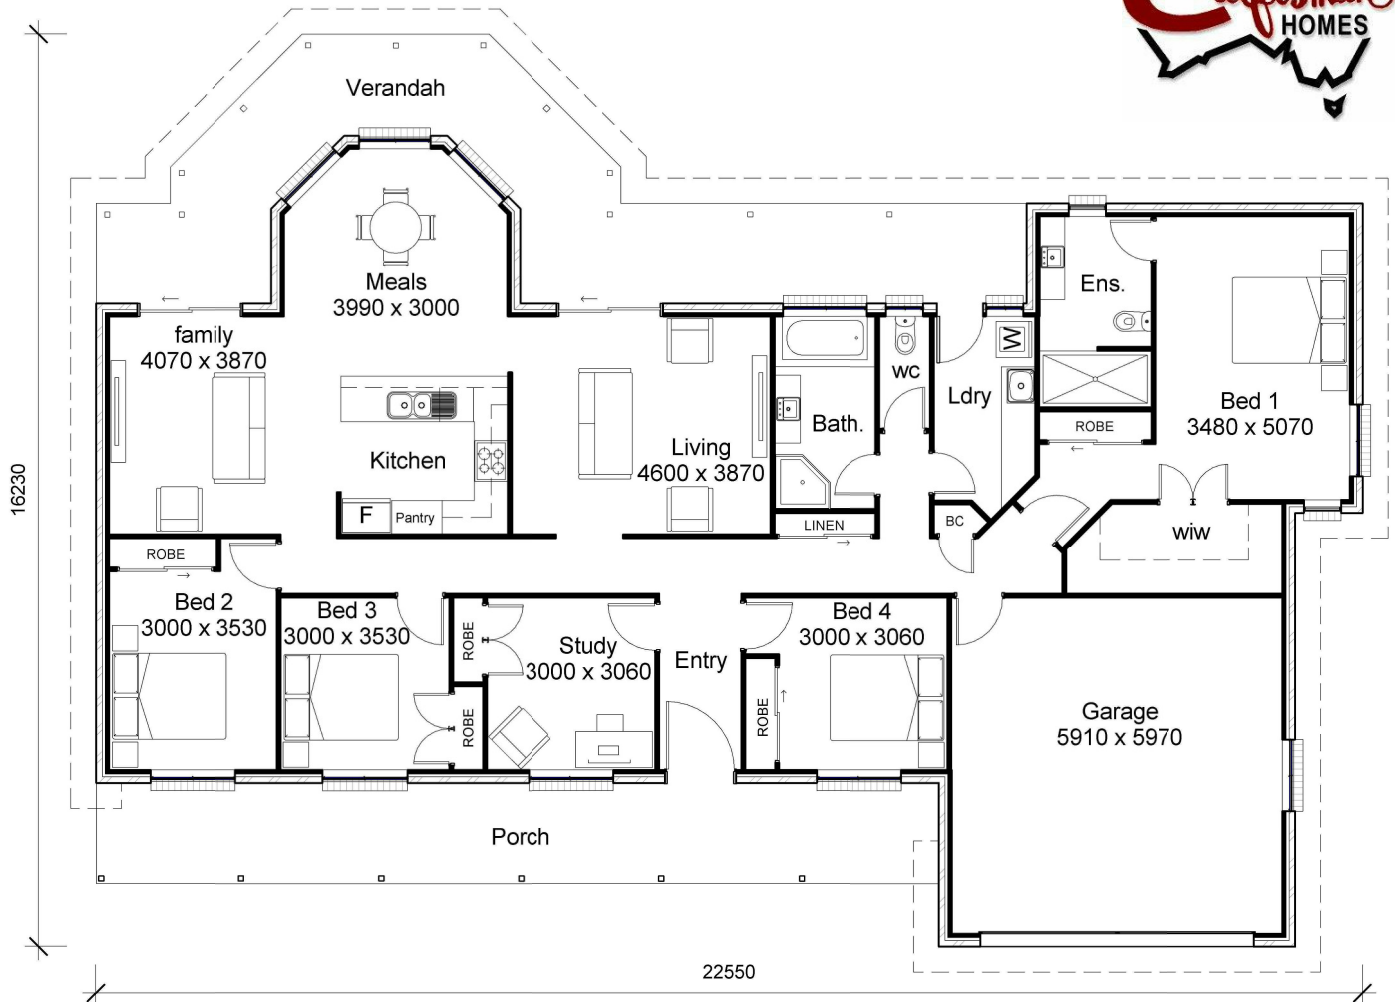 HOMES
Verandah
Meals
3990 x 3000
family
4070 x 3870
Kitchen
F
Pantry
Living
4600 x 3870
Bath.
LINEN
wc
W
Ldry
BC
Ens.
ROBE
Bed 1
3480 x 5070
wiw
ROBE
Bed 2
3000 x 3530
Bed 3
3000 x 3530
ROBE
ROBE
Study
3000 x 3060
Entry
Bed 4
3000 x 3060
ROBE
Garage
5910 x 5970
Porch
16230
22550